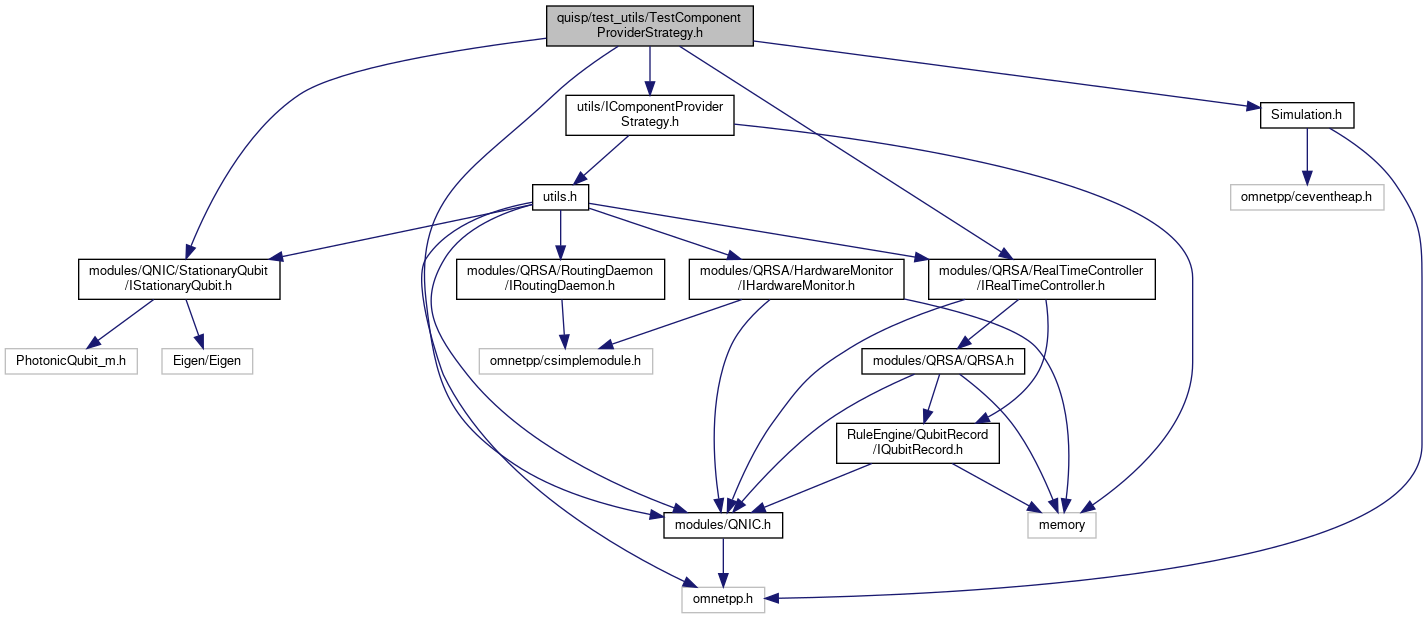 quisp/test_utils/TestComponent
ProviderStrategy.h
utils/IComponentProvider
Strategy.h
Simulation.h
utils.h
omnetpp/ceventheap.h
modules/QNIC/StationaryQubit
/IStationaryQubit.h
modules/QRSA/RoutingDaemon
/IRoutingDaemon.h
modules/QRSA/HardwareMonitor
/IHardwareMonitor.h
modules/QRSA/RealTimeController
/IRealTimeController.h
PhotonicQubit_m.h
Eigen/Eigen
omnetpp/csimplemodule.h
modules/QRSA/QRSA.h
RuleEngine/QubitRecord
/IQubitRecord.h
modules/QNIC.h
memory
omnetpp.h